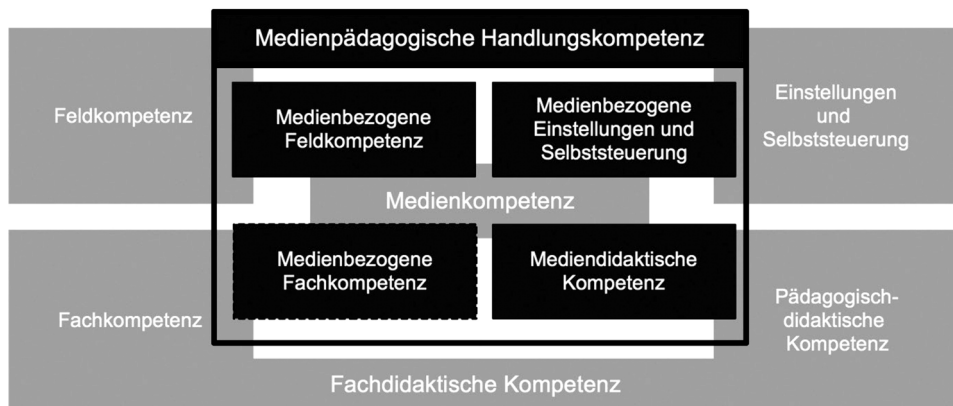 Medienpädagogische Handlungskompetenz
Feldkompetenz
Medienbezogene
Feldkompetenz
Medienbezogene
Einstellungen und
Selbststeuerung
Einstellungen
und
Selbststeuerung
Medienkompetenz
Fachkompetenz
Medienbezogene
Fachkompetenz
Mediendidaktische
Kompetenz
Pädagogisch-
didaktische
Kompetenz
Fachdidaktische Kompetenz